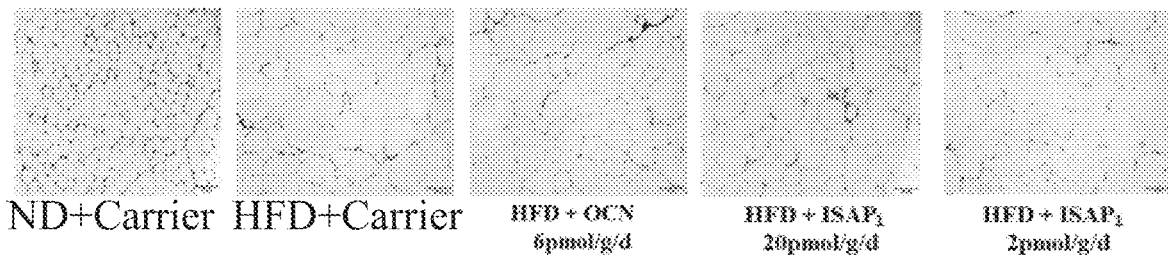 ND+Carrier
HFD+Carrier
HFD + OCN
6pmol/g/d
HFD + ISAP₁
20pmol/g/d
HFD + ISAP₁
2pmol/g/d